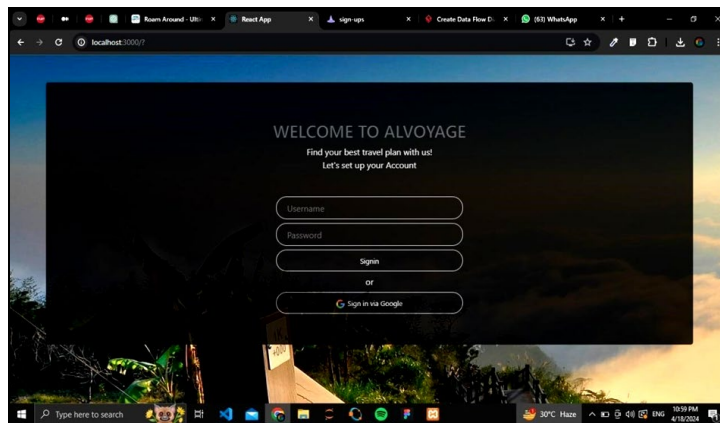 Roam Around - Ulti
React App
sign-ups
Create Data Flow D
(63) WhatsApp
localhost:3000/?
WELCOME TO ALVOYAGE
Find your best travel plan with us!
Let's set up your Account
Username
Password
Signin
or
Sign in via Google
Type here to search
30°C Haze
ENG
10:59 PM
4/18/2024